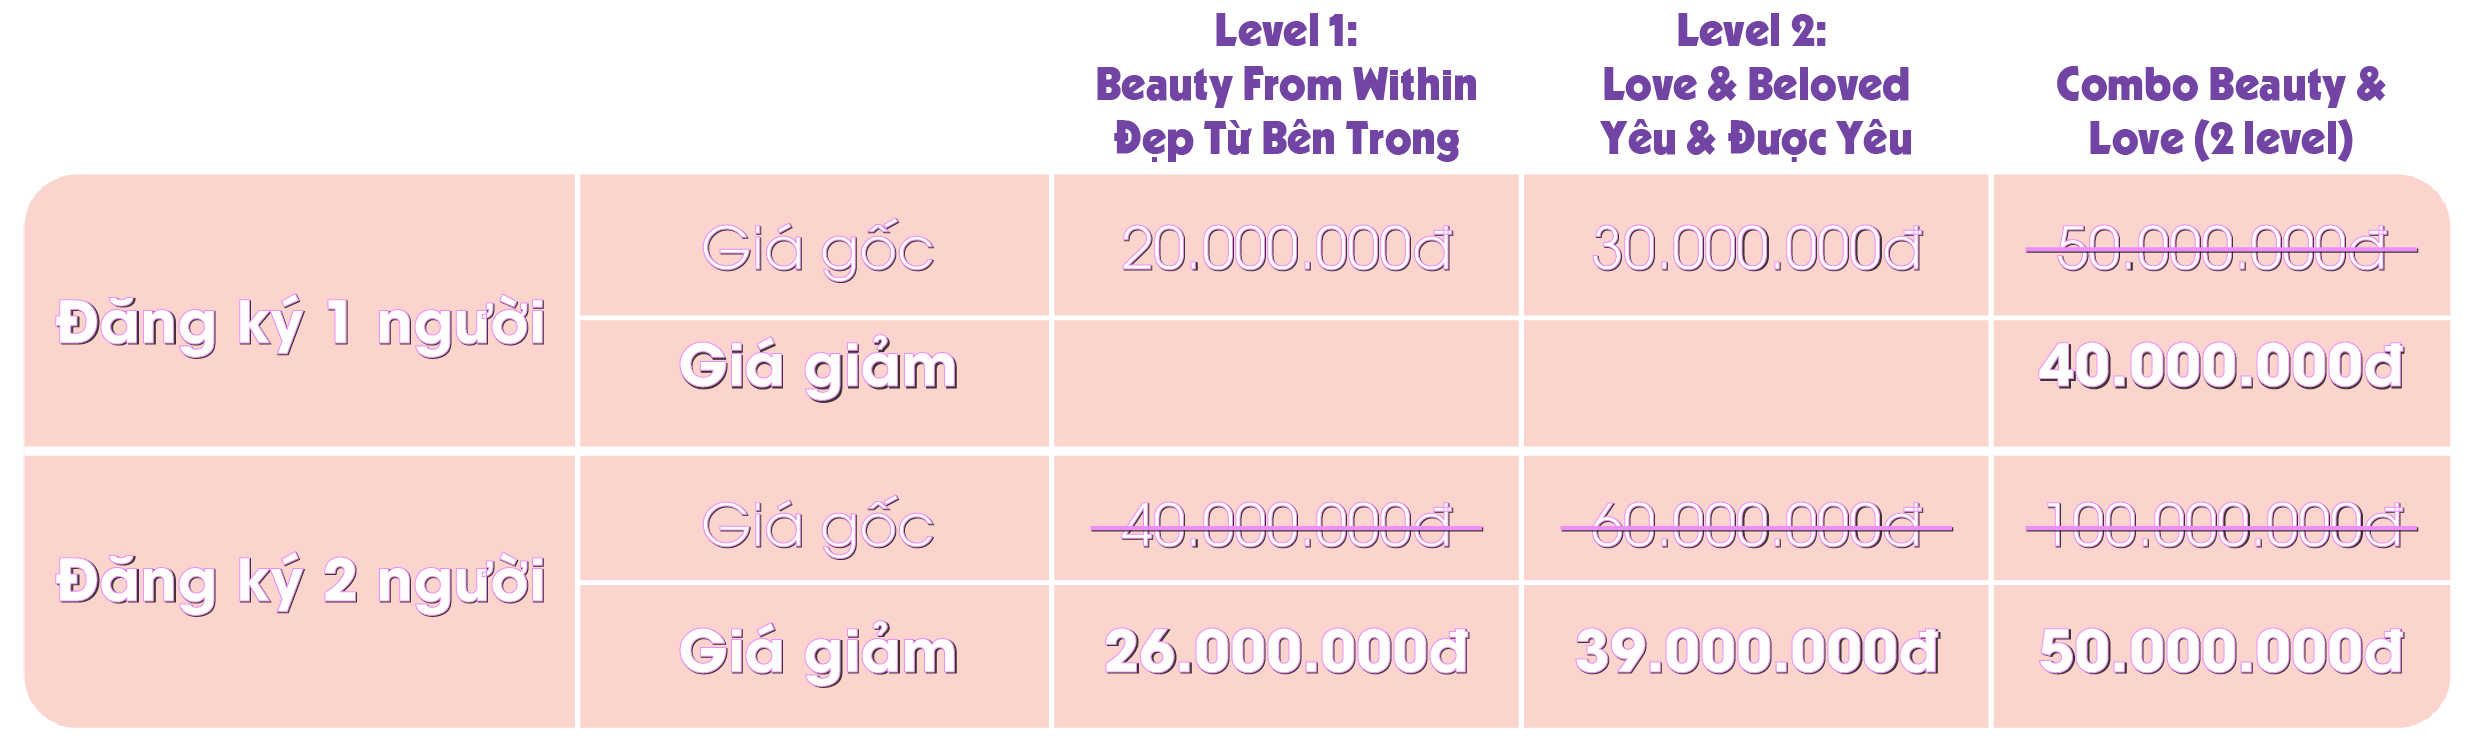 Level 1:
Beauty From Within
Đẹp Từ Bên Trong
Level 2:
Love & Beloved
Yêu & Được Yêu
Combo Beauty &
Love (2 level)
Đăng ký 1 người
Giá gốc
20.000.000đ
30.000.000đ
50.000.000đ
Giá giảm
40.000.000đ
Đăng ký 2 người
Giá gốc
40.000.000đ
60.000.000đ
100.000.000đ
Giá giảm
26.000.000đ
39.000.000đ
50.000.000đ